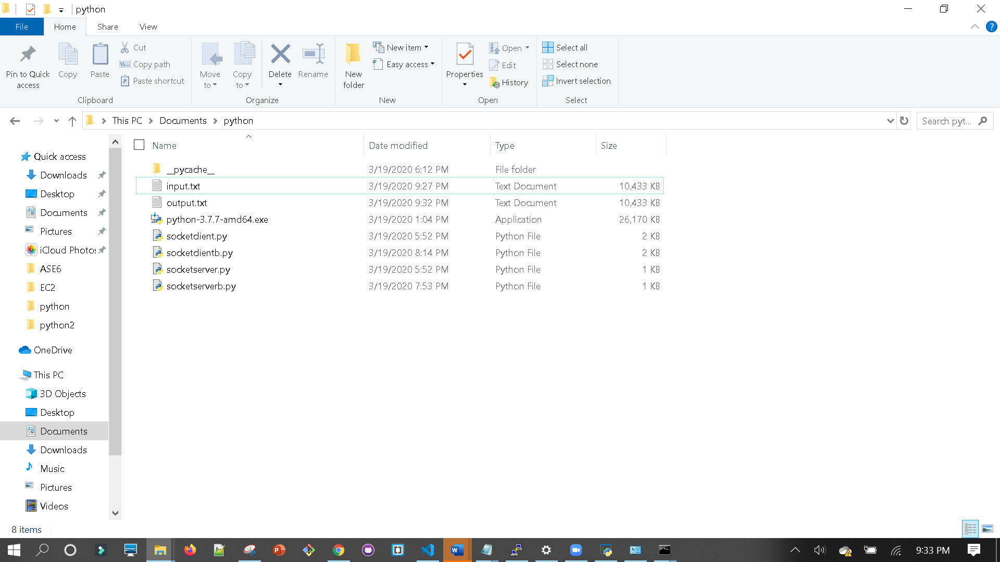 python
File Home Share View
Pin to Quick access
Copy
Paste
Cut
Copy path
Paste shortcut
Clipboard
Move to
Copy to
Delete
Rename
Organize
New folder
New item
Easy access
New
Properties
Open
Edit
History
Open
Select all
Select none
Invert selection
Select
This PC Documents python
Search pyt...
Name Date modified Type Size
__pycache__ 3/19/2020 6:12 PM File folder
input.txt 3/19/2020 9:27 PM Text Document 10,433 KB
output.txt 3/19/2020 9:32 PM Text Document 10,433 KB
python-3.7.7-amd64.exe 3/19/2020 1:04 PM Application 26,170 KB
socketclient.py 3/19/2020 5:52 PM Python File 2 KB
socketclientb.py 3/19/2020 8:14 PM Python File 2 KB
socketserver.py 3/19/2020 5:52 PM Python File 1 KB
socketserverb.py 3/19/2020 7:53 PM Python File 1 KB
Quick access
Downloads
Desktop
Documents
Pictures
iCloud Photos
ASE6
EC2
python
python2
OneDrive
This PC
3D Objects
Desktop
Documents
Downloads
Music
Pictures
Videos
8 items
9:33 PM